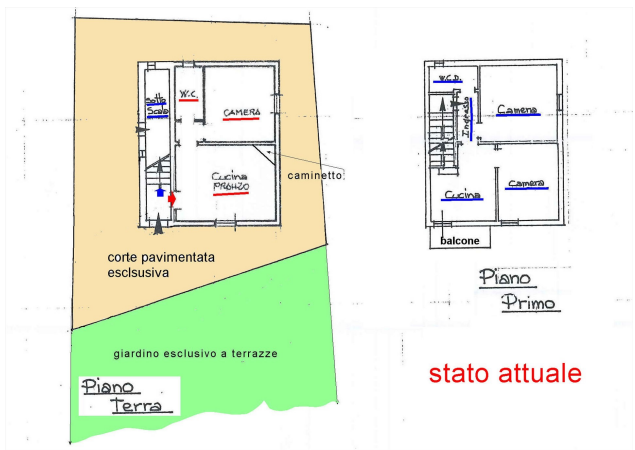 Sotto
Scala
W.C.
CAMERA
Cucina
PRANZO
caminetto
corte pavimentata
esclsusiva
giardino esclusivo a terrazze
Piano
Terra
W.C.D.
Ingresso
Camera
Cucina
Camera
balcone
Piano
Primo
stato attuale